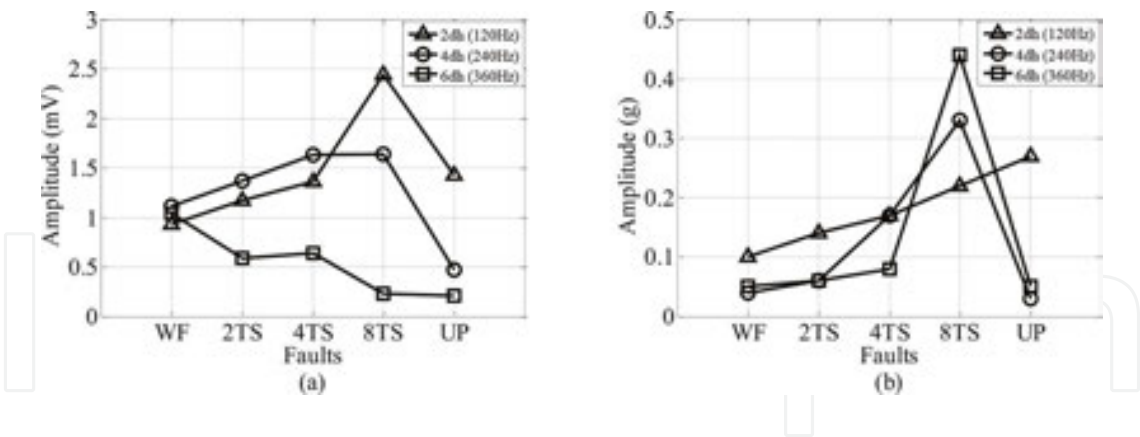 3
2.5
2
1.5
1
0.5
0
Amplitude (mV)
2dh (120Hz)
4dh (240Hz)
6dh (360Hz)
WF 2TS 4TS 8TS UP
Faults
(a)
0.5
0.4
0.3
0.2
0.1
0
Amplitude (g)
2dh (120Hz)
4dh (240Hz)
6dh (360Hz)
WF 2TS 4TS 8TS UP
Faults
(b)